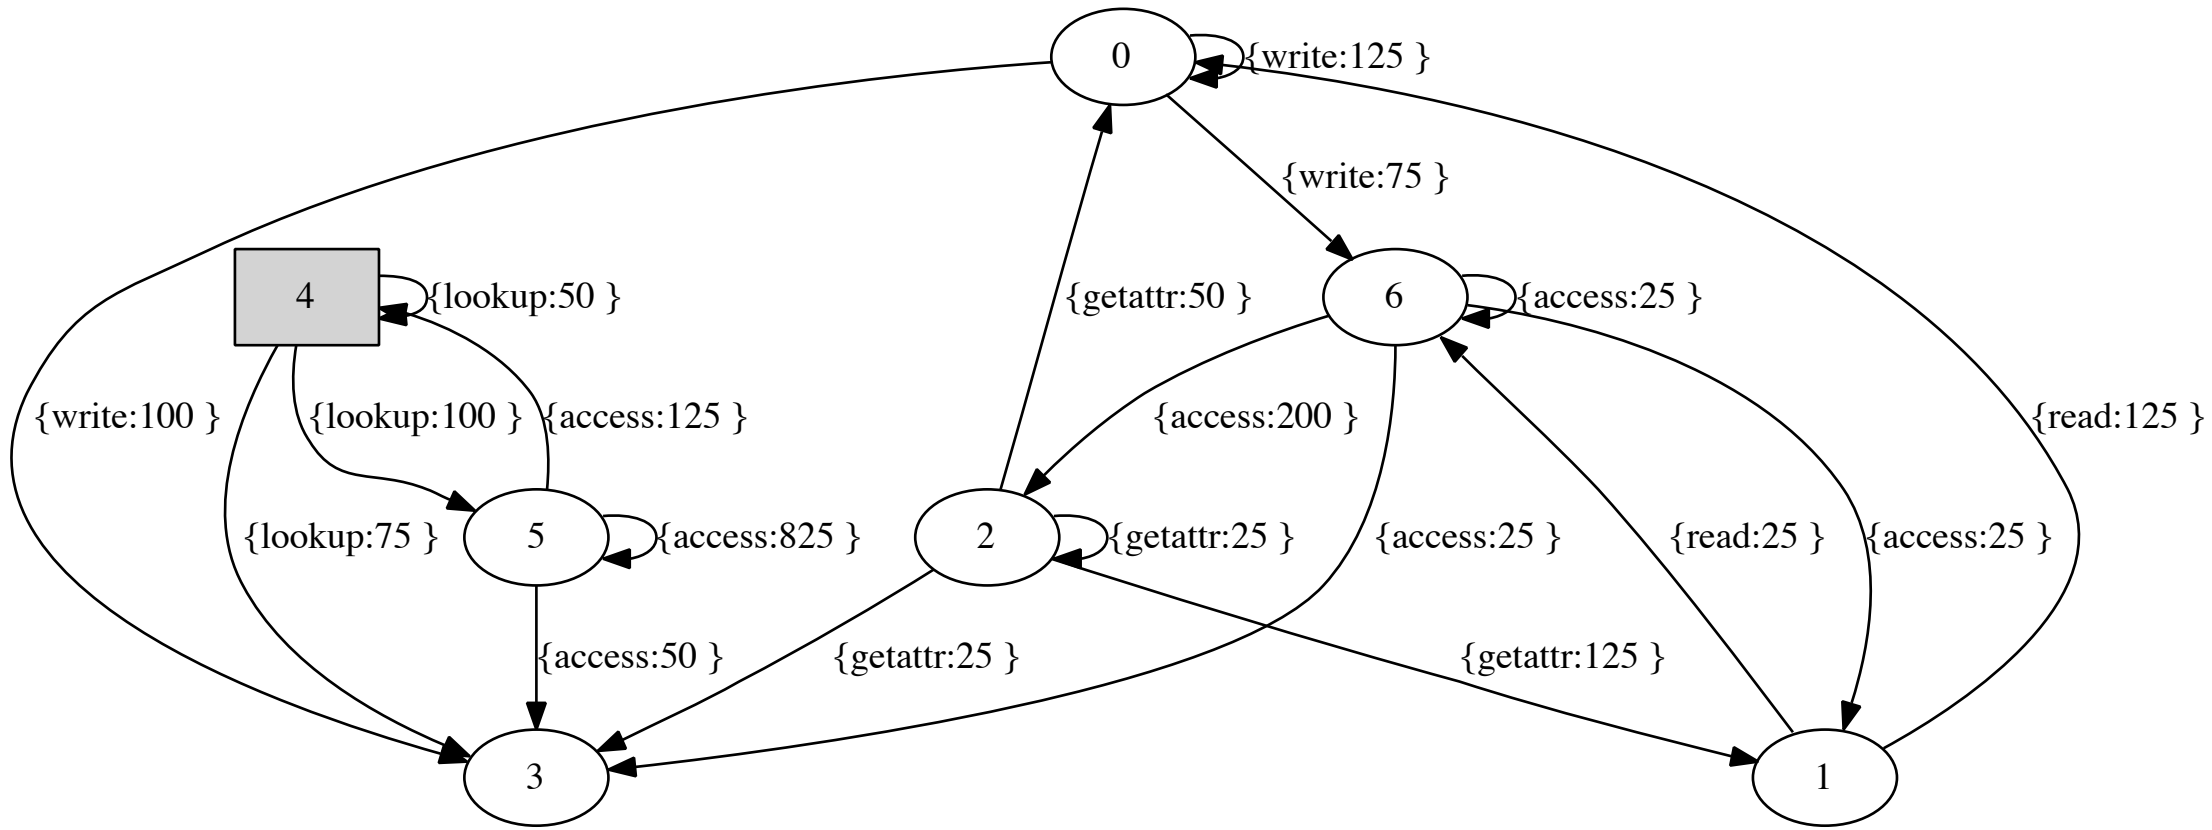 0
{write:125 }
{write:75 }
4
{lookup:50 }
{getattr:50 }
6
{access:25 }
{write:100 }
{lookup:100 }
{access:125 }
{access:200 }
{read:125 }
{lookup:75 }
5
{access:825 }
2
{getattr:25 }
{access:25 }
{read:25 }
{access:25 }
{access:50 }
{getattr:25 }
{getattr:125 }
3
1